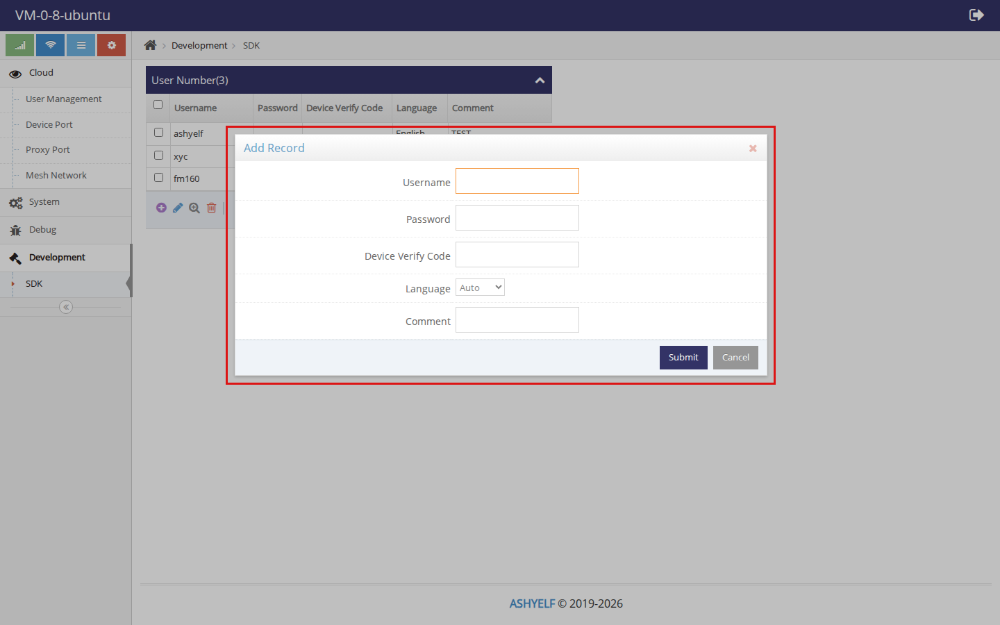 VM-0-8-ubuntu
Development
SDK
Cloud
User Management
Device Port
Proxy Port
Mesh Network
System
Debug
Development
SDK
User Number(3)
Username Password Device Verify Code Language Comment
ashyelf English TEST
xyc
fm160
Add Record
Username
Password
Device Verify Code
Language Auto
Comment
Submit Cancel
ASHYELF © 2019-2026